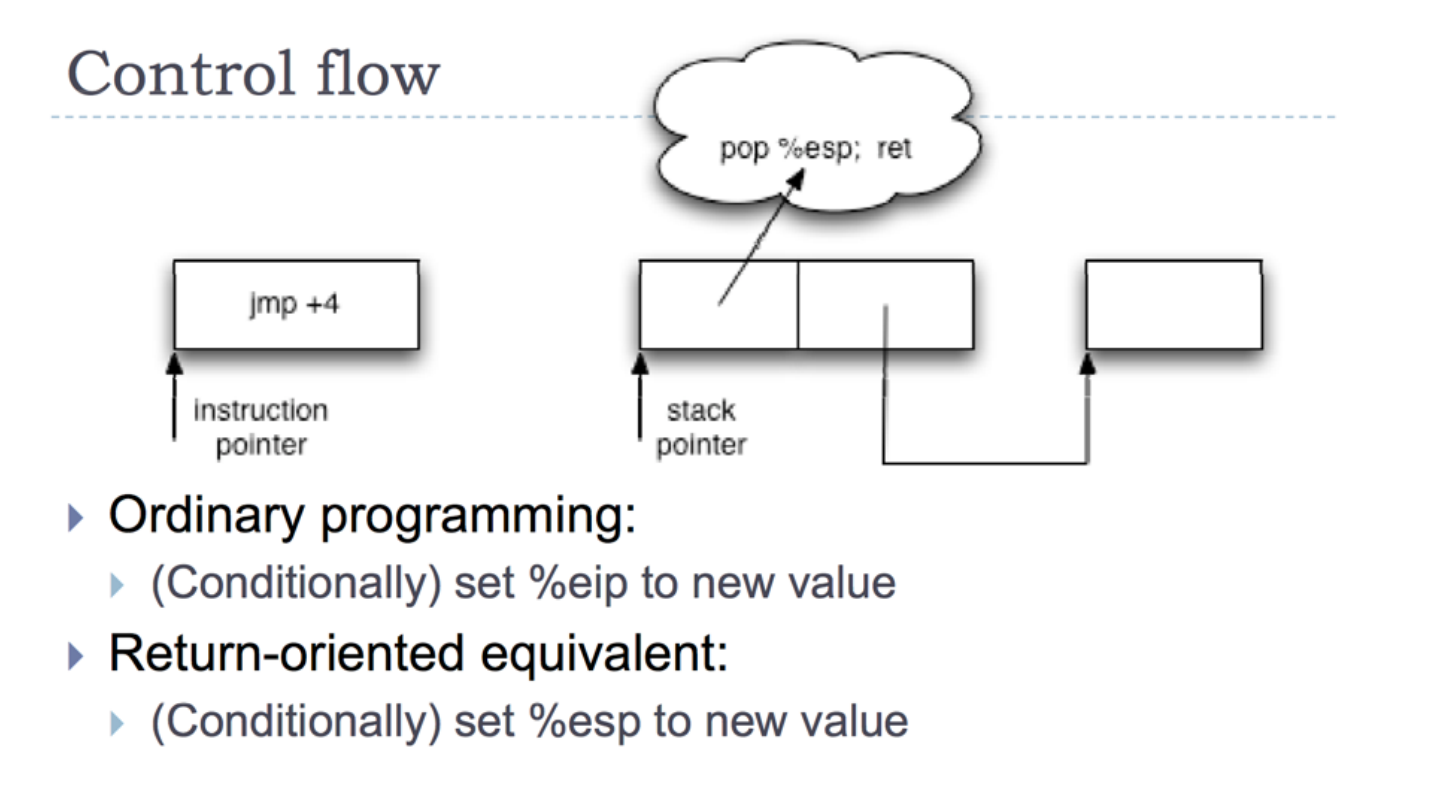 Control flow
pop %esp; ret
jmp +4
instruction
pointer
stack
pointer
Ordinary programming:
(Conditionally) set %eip to new value
Return-oriented equivalent:
(Conditionally) set %esp to new value